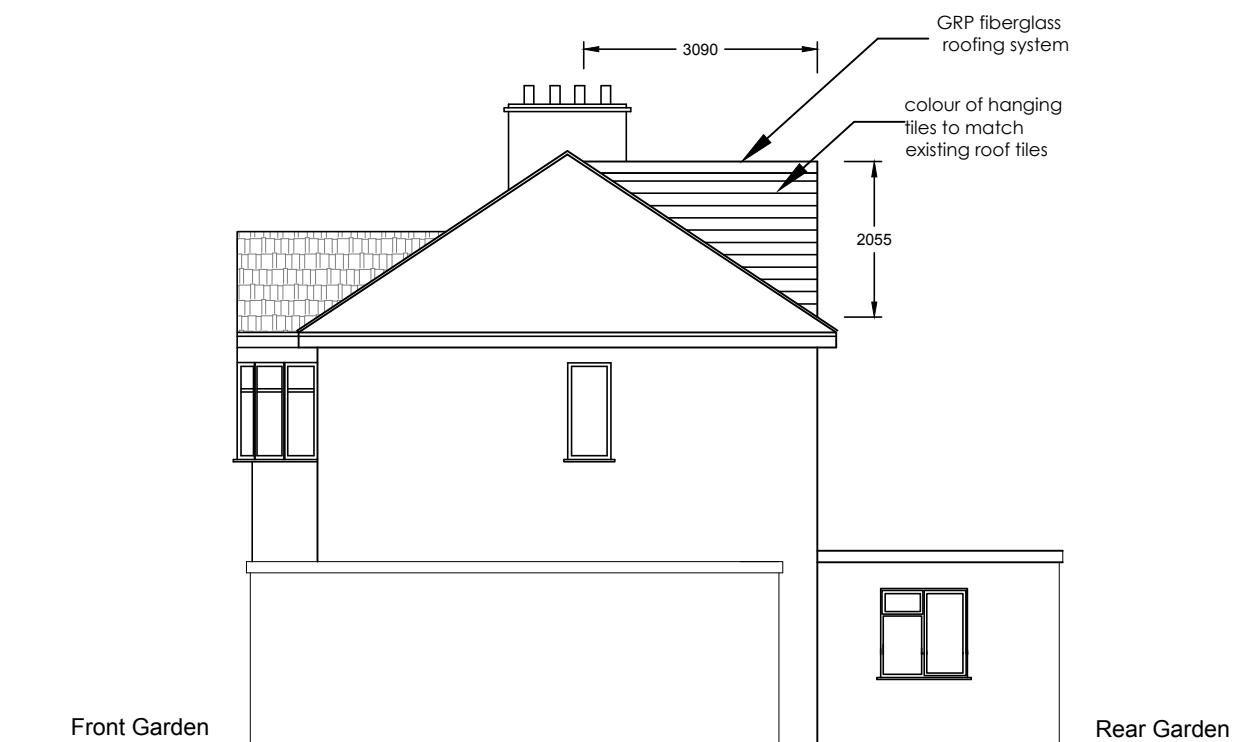 GRP fiberglass
roofing system
3090
colour of hanging
tiles to match
existing roof tiles
2055
Front Garden
Rear Garden